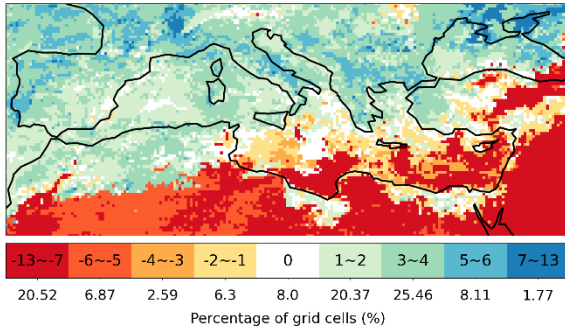 -13~-7 -6~-5 -4~-3 -2~-1 0 1~2 3~4 5~6 7~13
20.52 6.87 2.59 6.3 8.0 20.37 25.46 8.11 1.77
Percentage of grid cells (%)